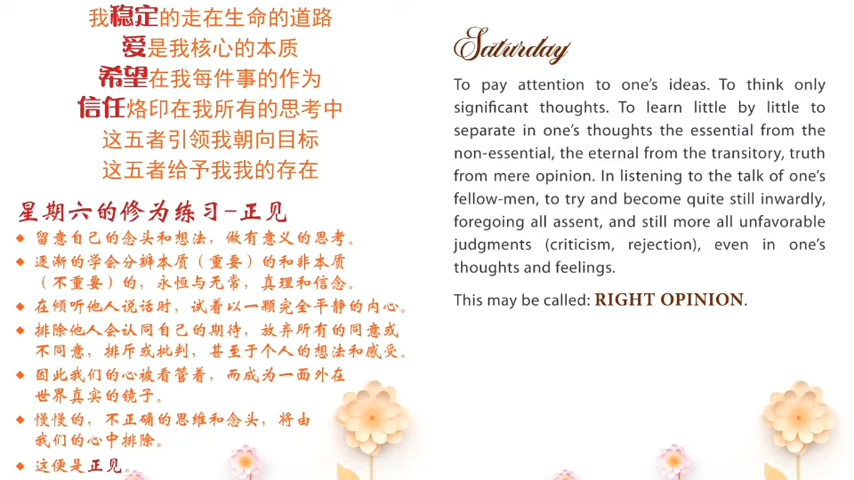 我稳定的走在生命的道路
爱是我核心的本质
希望在我每件事的作为
信任烙印在我所有的思考中
这五者引领我朝向目标
这五者给予我我的存在
星期六的修为练习-正见
◆ 留意自己的念头和想法，做有意义的思考。
◆ 逐渐的学会分辨本质（重要）的和非本质
（不重要）的，永恒与无常，真理和信念。
◆ 在倾听他人说话时，试着以一颗完全平静的内心。
◆ 排除他人会认同自己的期待，放弃所有的同意或
不同意，排斥或批判，甚至于个人的想法和感受。
◆ 因此我们的心被看管着，而成为一面外在
世界真实的镜子。
◆ 慢慢的，不正确的思维和念头，将由
我们的心中排除。
◆ 这便是正见。
Saturday
To pay attention to one’s ideas. To think only
significant thoughts. To learn little by little to
separate in one’s thoughts the essential from the
non-essential, the eternal from the transitory, truth
from mere opinion. In listening to the talk of one’s
fellow-men, to try and become quite still inwardly,
foregoing all assent, and still more all unfavorable
judgments (criticism, rejection), even in one’s
thoughts and feelings.
This may be called: RIGHT OPINION.